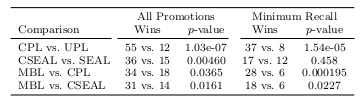 All Promotions Minimum Recall
Comparison Wins p-value Wins p-value
CPL vs. UPL 55 vs. 12 1.03e-07 37 vs. 8 1.54e-05
CSEAL vs. SEAL 36 vs. 15 0.00460 17 vs. 12 0.458
MBL vs. CPL 34 vs. 18 0.0365 28 vs. 6 0.000195
MBL vs. CSEAL 31 vs. 14 0.0161 18 vs. 6 0.0227